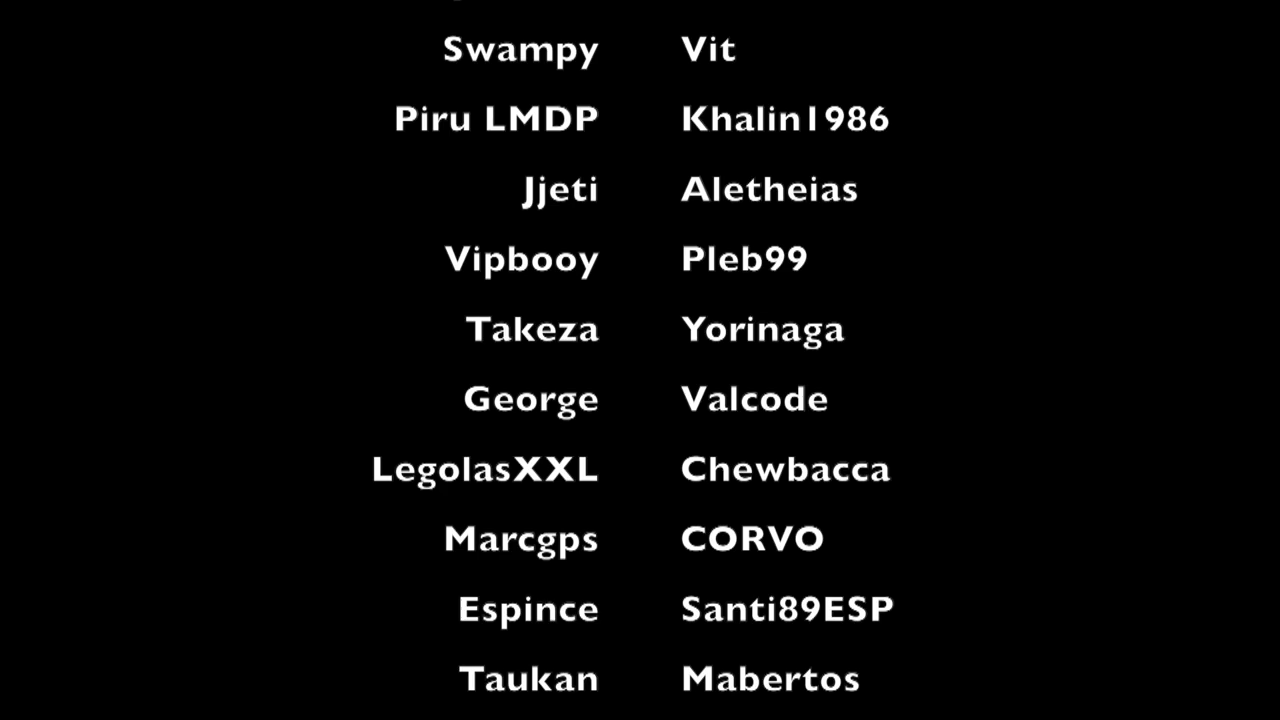 Swampy Vit
Piru LMDP Khalin1986
Jjeti Aletheias
Vipbooy Pleb99
Takeza Yorinaga
George Valcode
LegolasXXL Chewbacca
Marcgps CORVO
Espince Santi89ESP
Taukan Mabertos